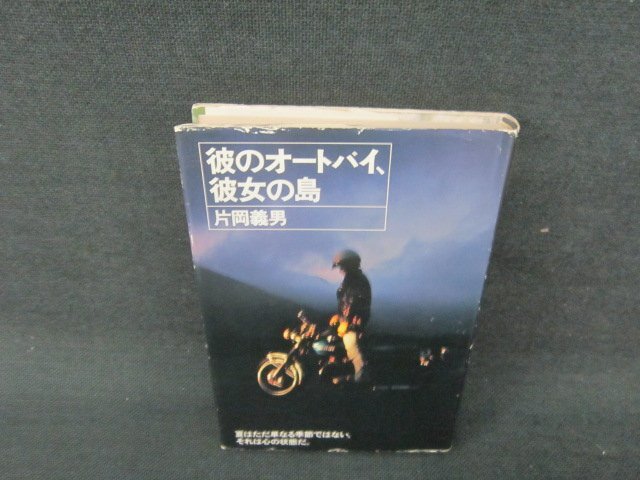 彼のオートバイ、
彼女の島
片岡義男
夏はただ単なる季節ではない。
それは心の状態だ。